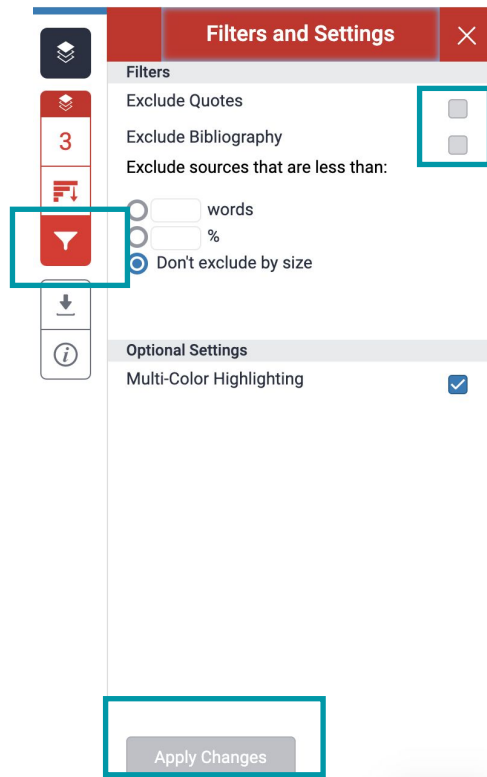 Filters and Settings
Filters
Exclude Quotes
Exclude Bibliography
Exclude sources that are less than:
words
%
Don't exclude by size
Optional Settings
Multi-Color Highlighting
Apply Changes
3
i